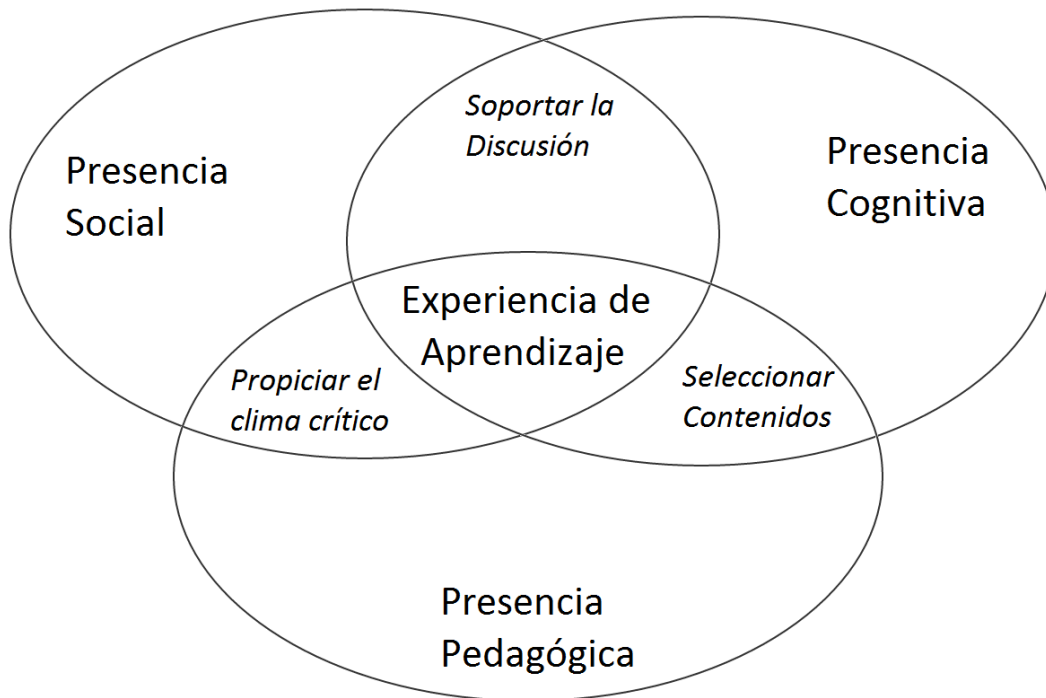 Soportar la
Discusión
Presencia
Social
Presencia
Cognitiva
Experiencia de
Aprendizaje
Propiciar el
clima crítico
Seleccionar
Contenidos
Presencia
Pedagógica